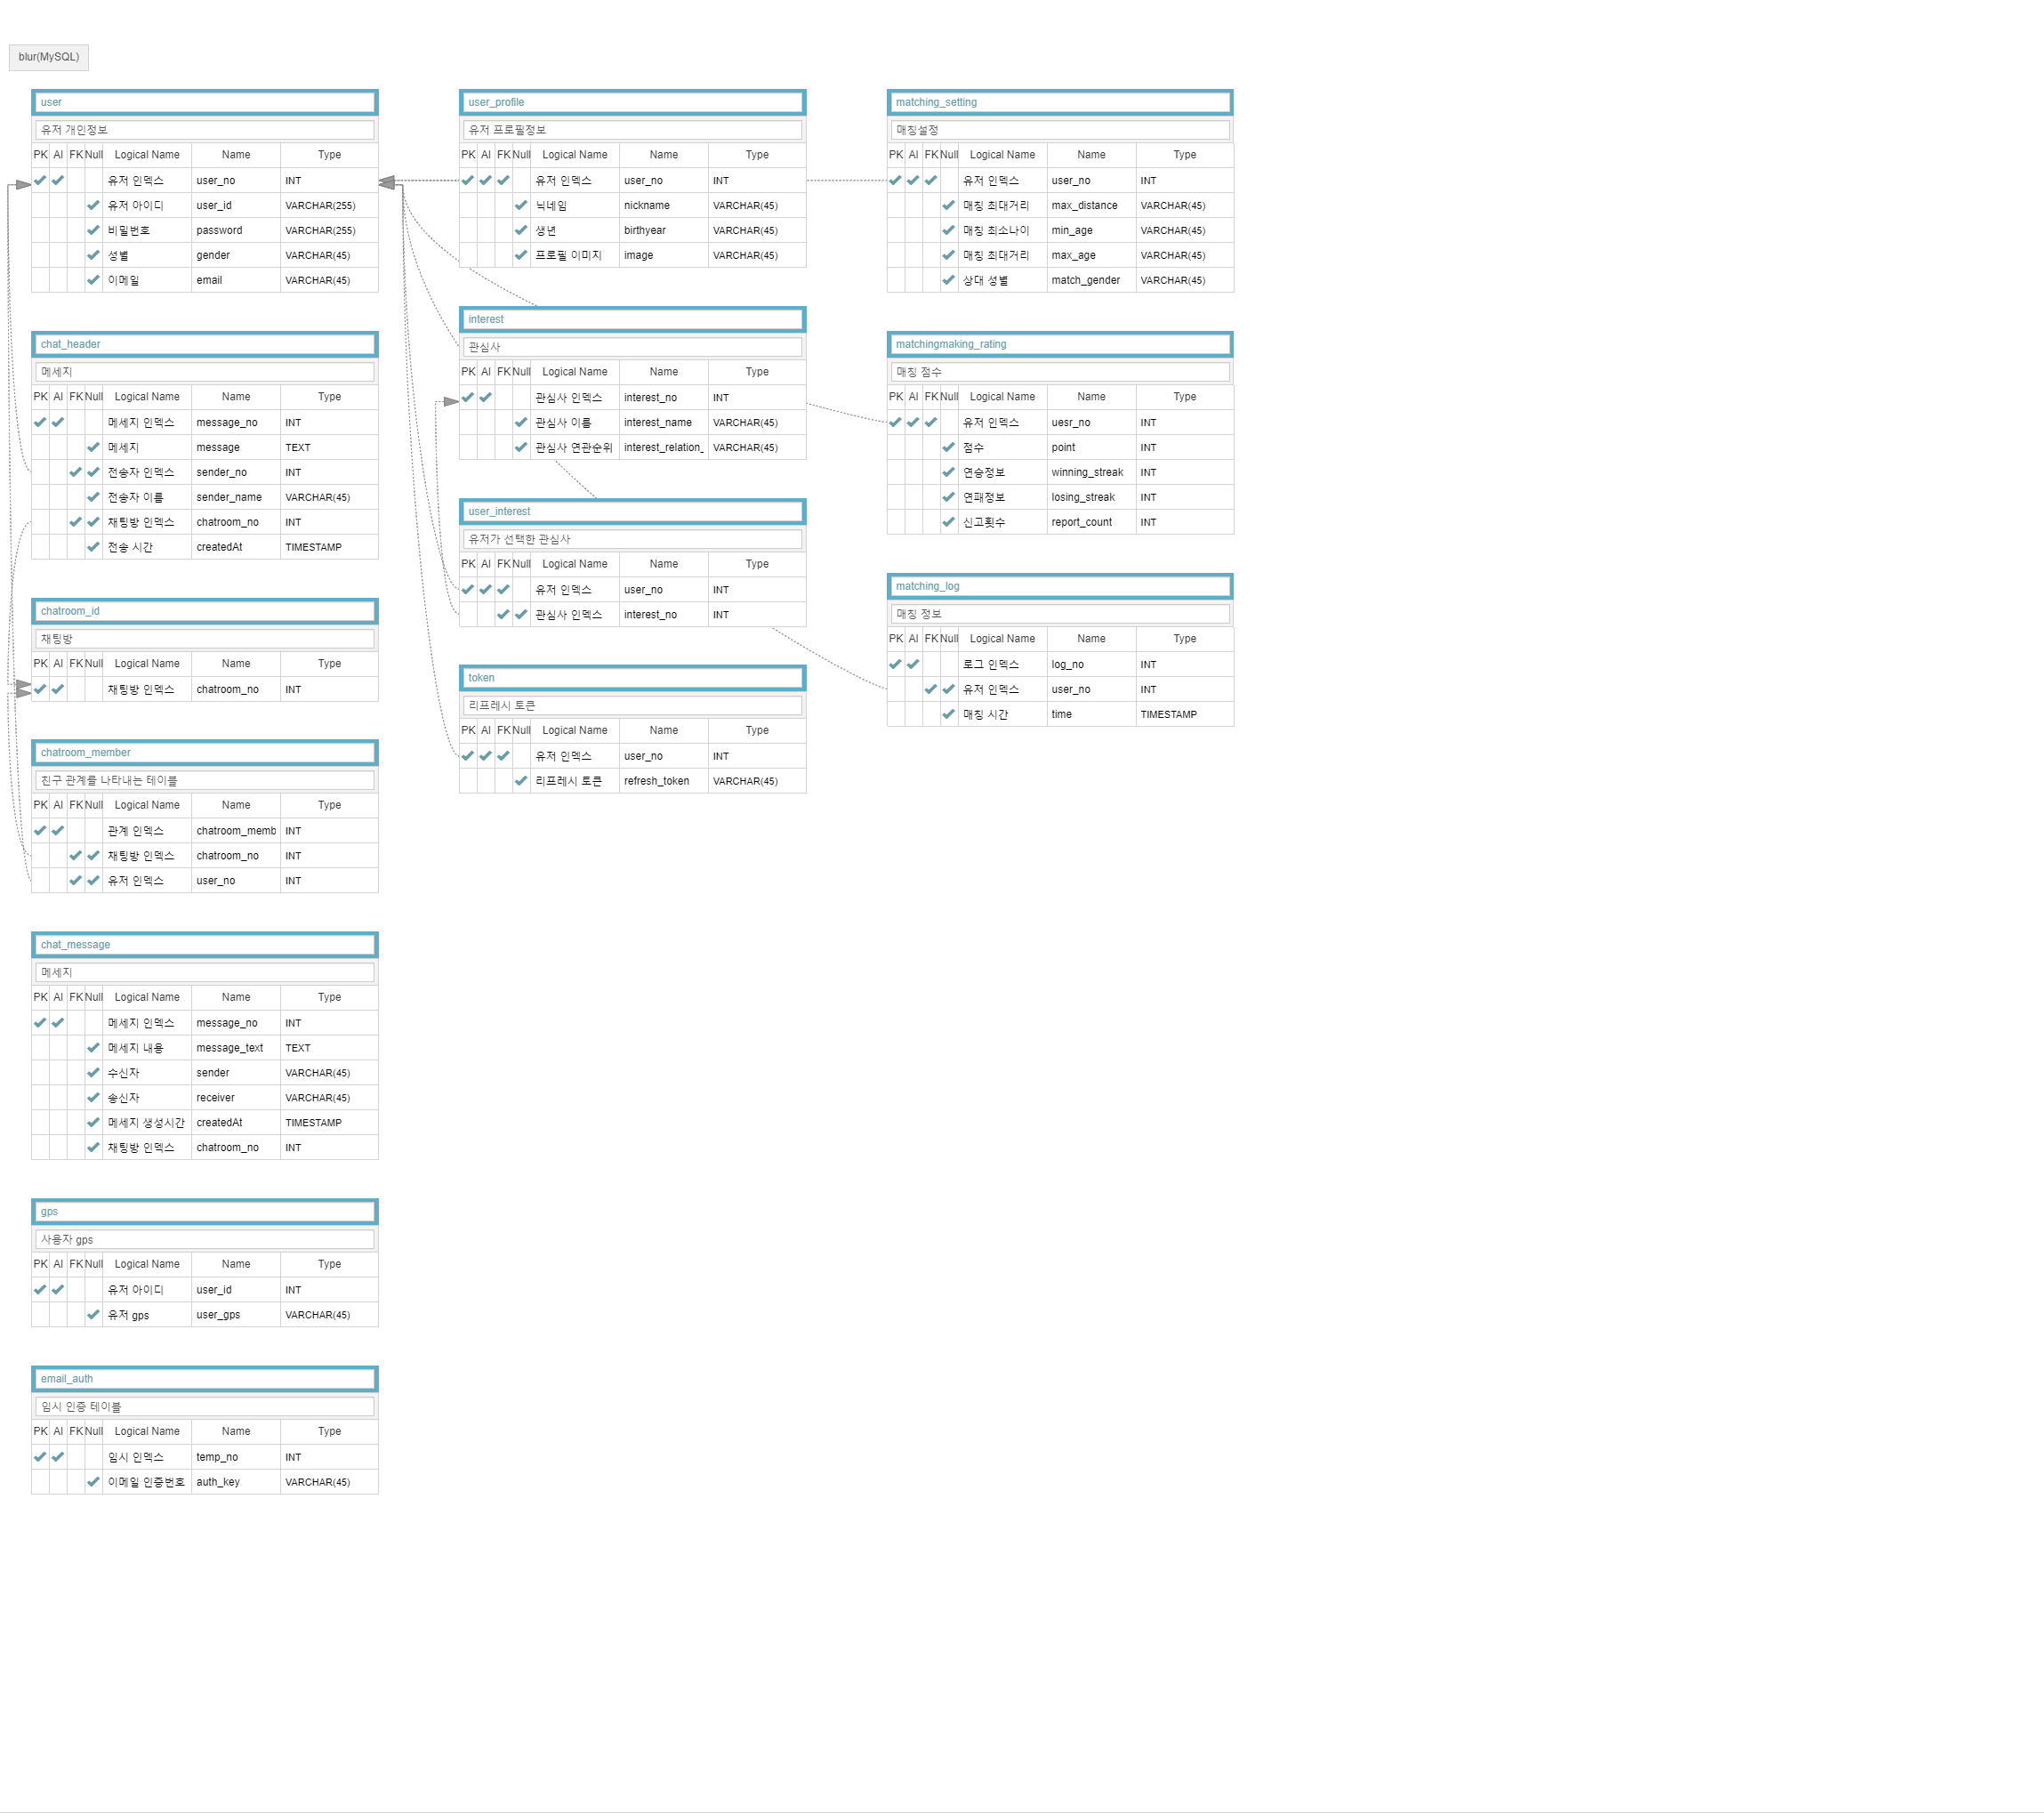 blur(MySQL)
user
유저 개인정보
PK AI FK Null Logical Name Name Type
유저 인덱스 user_no INT
유저 아이디 user_id VARCHAR(255)
비밀번호 password VARCHAR(255)
성별 gender VARCHAR(45)
이메일 email VARCHAR(45)
chat_header
메세지
PK AI FK Null Logical Name Name Type
메세지 인덱스 message_no INT
메세지 message TEXT
전송자 인덱스 sender_no INT
전송자 이름 sender_name VARCHAR(45)
채팅방 인덱스 chatroom_no INT
전송 시간 createdAt TIMESTAMP
chatroom_id
채팅방
PK AI FK Null Logical Name Name Type
채팅방 인덱스 chatroom_no INT
chatroom_member
친구 관계를 나타내는 테이블
PK AI FK Null Logical Name Name Type
관계 인덱스 chatroom_memb INT
채팅방 인덱스 chatroom_no INT
유저 인덱스 user_no INT
chat_message
메세지
PK AI FK Null Logical Name Name Type
메세지 인덱스 message_no INT
메세지 내용 message_text TEXT
수신자 sender VARCHAR(45)
송신자 receiver VARCHAR(45)
메세지 생성시간 createdAt TIMESTAMP
채팅방 인덱스 chatroom_no INT
gps
사용자 gps
PK AI FK Null Logical Name Name Type
유저 아이디 user_id INT
유저 gps user_gps VARCHAR(45)
email_auth
임시 인증 테이블
PK AI FK Null Logical Name Name Type
임시 인덱스 temp_no INT
이메일 인증번호 auth_key VARCHAR(45)
user_profile
유저 프로필정보
PK AI FK Null Logical Name Name Type
유저 인덱스 user_no INT
닉네임 nickname VARCHAR(45)
생년 birthyear VARCHAR(45)
프로필 이미지 image VARCHAR(45)
interest
관심사
PK AI FK Null Logical Name Name Type
관심사 인덱스 interest_no INT
관심사 이름 interest_name VARCHAR(45)
관심사 연관순위 interest_relation_ VARCHAR(45)
user_interest
유저가 선택한 관심사
PK AI FK Null Logical Name Name Type
유저 인덱스 user_no INT
관심사 인덱스 interest_no INT
token
리프레시 토큰
PK AI FK Null Logical Name Name Type
유저 인덱스 user_no INT
리프레시 토큰 refresh_token VARCHAR(45)
matching_setting
매칭설정
PK AI FK Null Logical Name Name Type
유저 인덱스 user_no INT
매칭 최대거리 max_distance VARCHAR(45)
매칭 최소나이 min_age VARCHAR(45)
매칭 최대거리 max_age VARCHAR(45)
상대 성별 match_gender VARCHAR(45)
matchingmaking_rating
매칭 점수
PK AI FK Null Logical Name Name Type
유저 인덱스 uesr_no INT
점수 point INT
연승정보 winning_streak INT
연패정보 losing_streak INT
신고횟수 report_count INT
matching_log
매칭 정보
PK AI FK Null Logical Name Name Type
로그 인덱스 log_no INT
유저 인덱스 user_no INT
매칭 시간 time TIMESTAMP